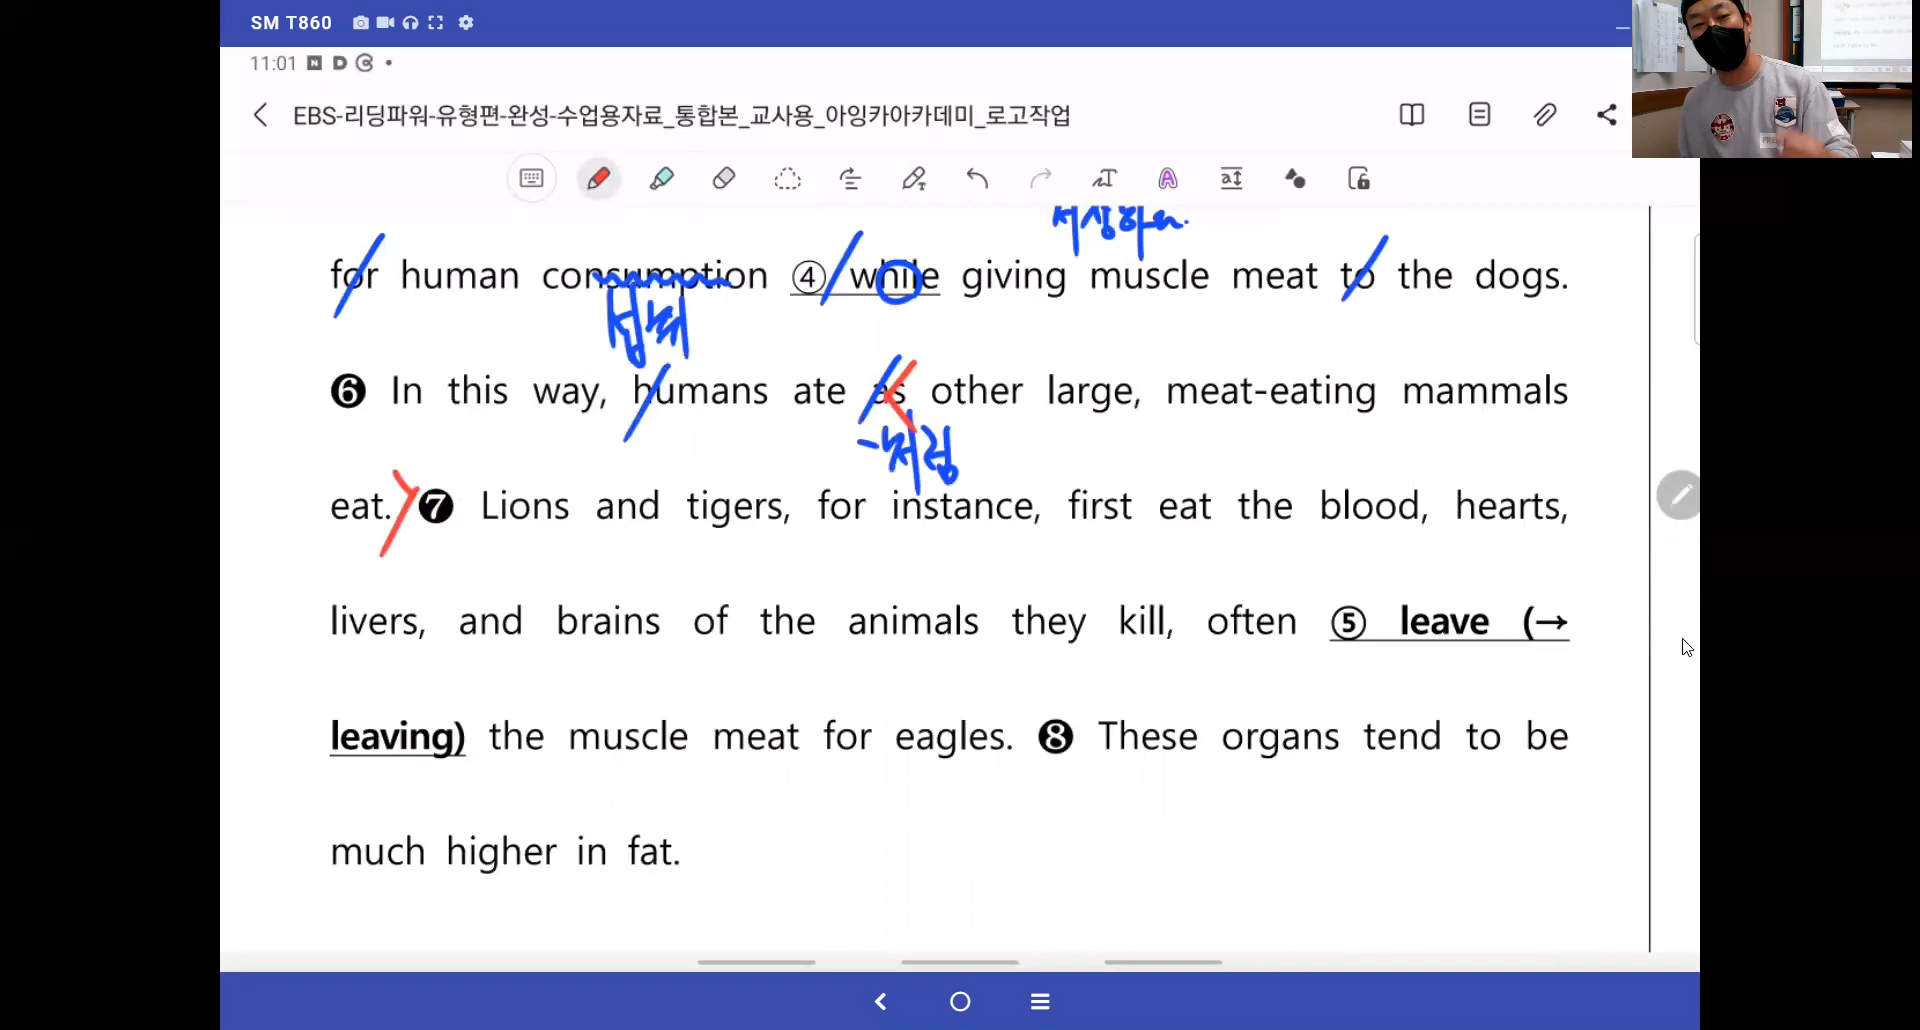 SM T860
11:01
EBS-리딩파워-유형편-완성-수업용자료_통합본_교사용_아잉카아카데미_로고작업
저장하고
for human consumption ④ while giving muscle meat to the dogs.
섭취
❻ In this way, humans ate as other large, meat-eating mammals
~처럼
eat. ❼ Lions and tigers, for instance, first eat the blood, hearts,
livers, and brains of the animals they kill, often ⑤ leave (→
leaving) the muscle meat for eagles. ❽ These organs tend to be
much higher in fat.